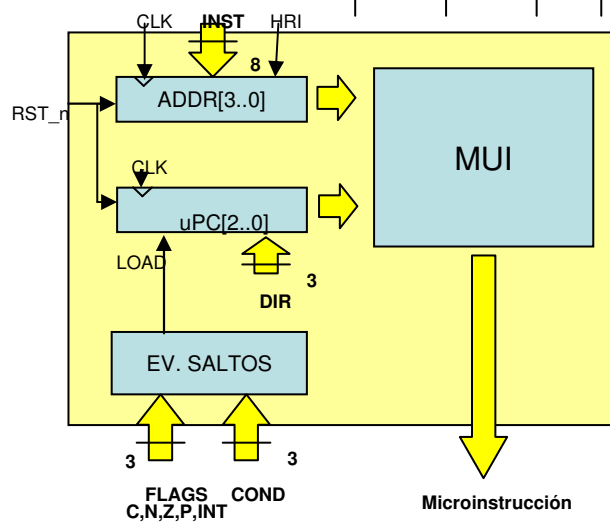 CLK INST HRI
8
ADDR[3..0]
RST_n
MUI
CLK
uPC[2..0]
LOAD
3
DIR
EV. SALTOS
3 3
FLAGS COND
C,N,Z,P,INT
Microinstrucción